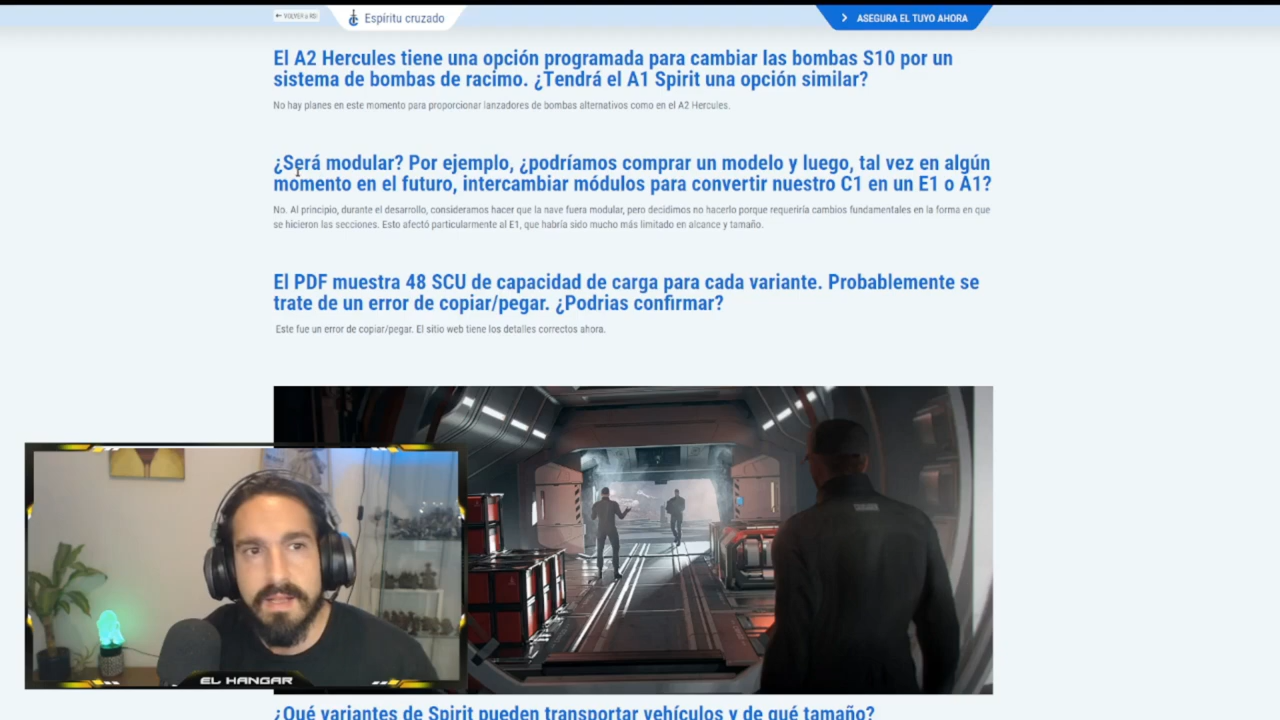 VOLVER a RSI
Espíritu cruzado
ASEGURA EL TUYO AHORA
El A2 Hercules tiene una opción programada para cambiar las bombas S10 por un
sistema de bombas de racimo. ¿Tendrá el A1 Spirit una opción similar?
No hay planes en este momento para proporcionar lanzadores de bombas alternativos como en el A2 Hercules.
¿Será modular? Por ejemplo, ¿podríamos comprar un modelo y luego, tal vez en algún
momento en el futuro, intercambiar módulos para convertir nuestro C1 en un E1 o A1?
No. Al principio, durante el desarrollo, consideramos hacer que la nave fuera modular, pero decidimos no hacerlo porque requeriría cambios fundamentales en la forma en que
se hicieron las secciones. Esto afectó particularmente al E1, que habría sido mucho más limitado en alcance y tamaño.
El PDF muestra 48 SCU de capacidad de carga para cada variante. Probablemente se
trate de un error de copiar/pegar. ¿Podrias confirmar?
Este fue un error de copiar/pegar. El sitio web tiene los detalles correctos ahora.
EL HANGAR
¿Qué variantes de Spirit pueden transportar vehículos y de qué tamaño?